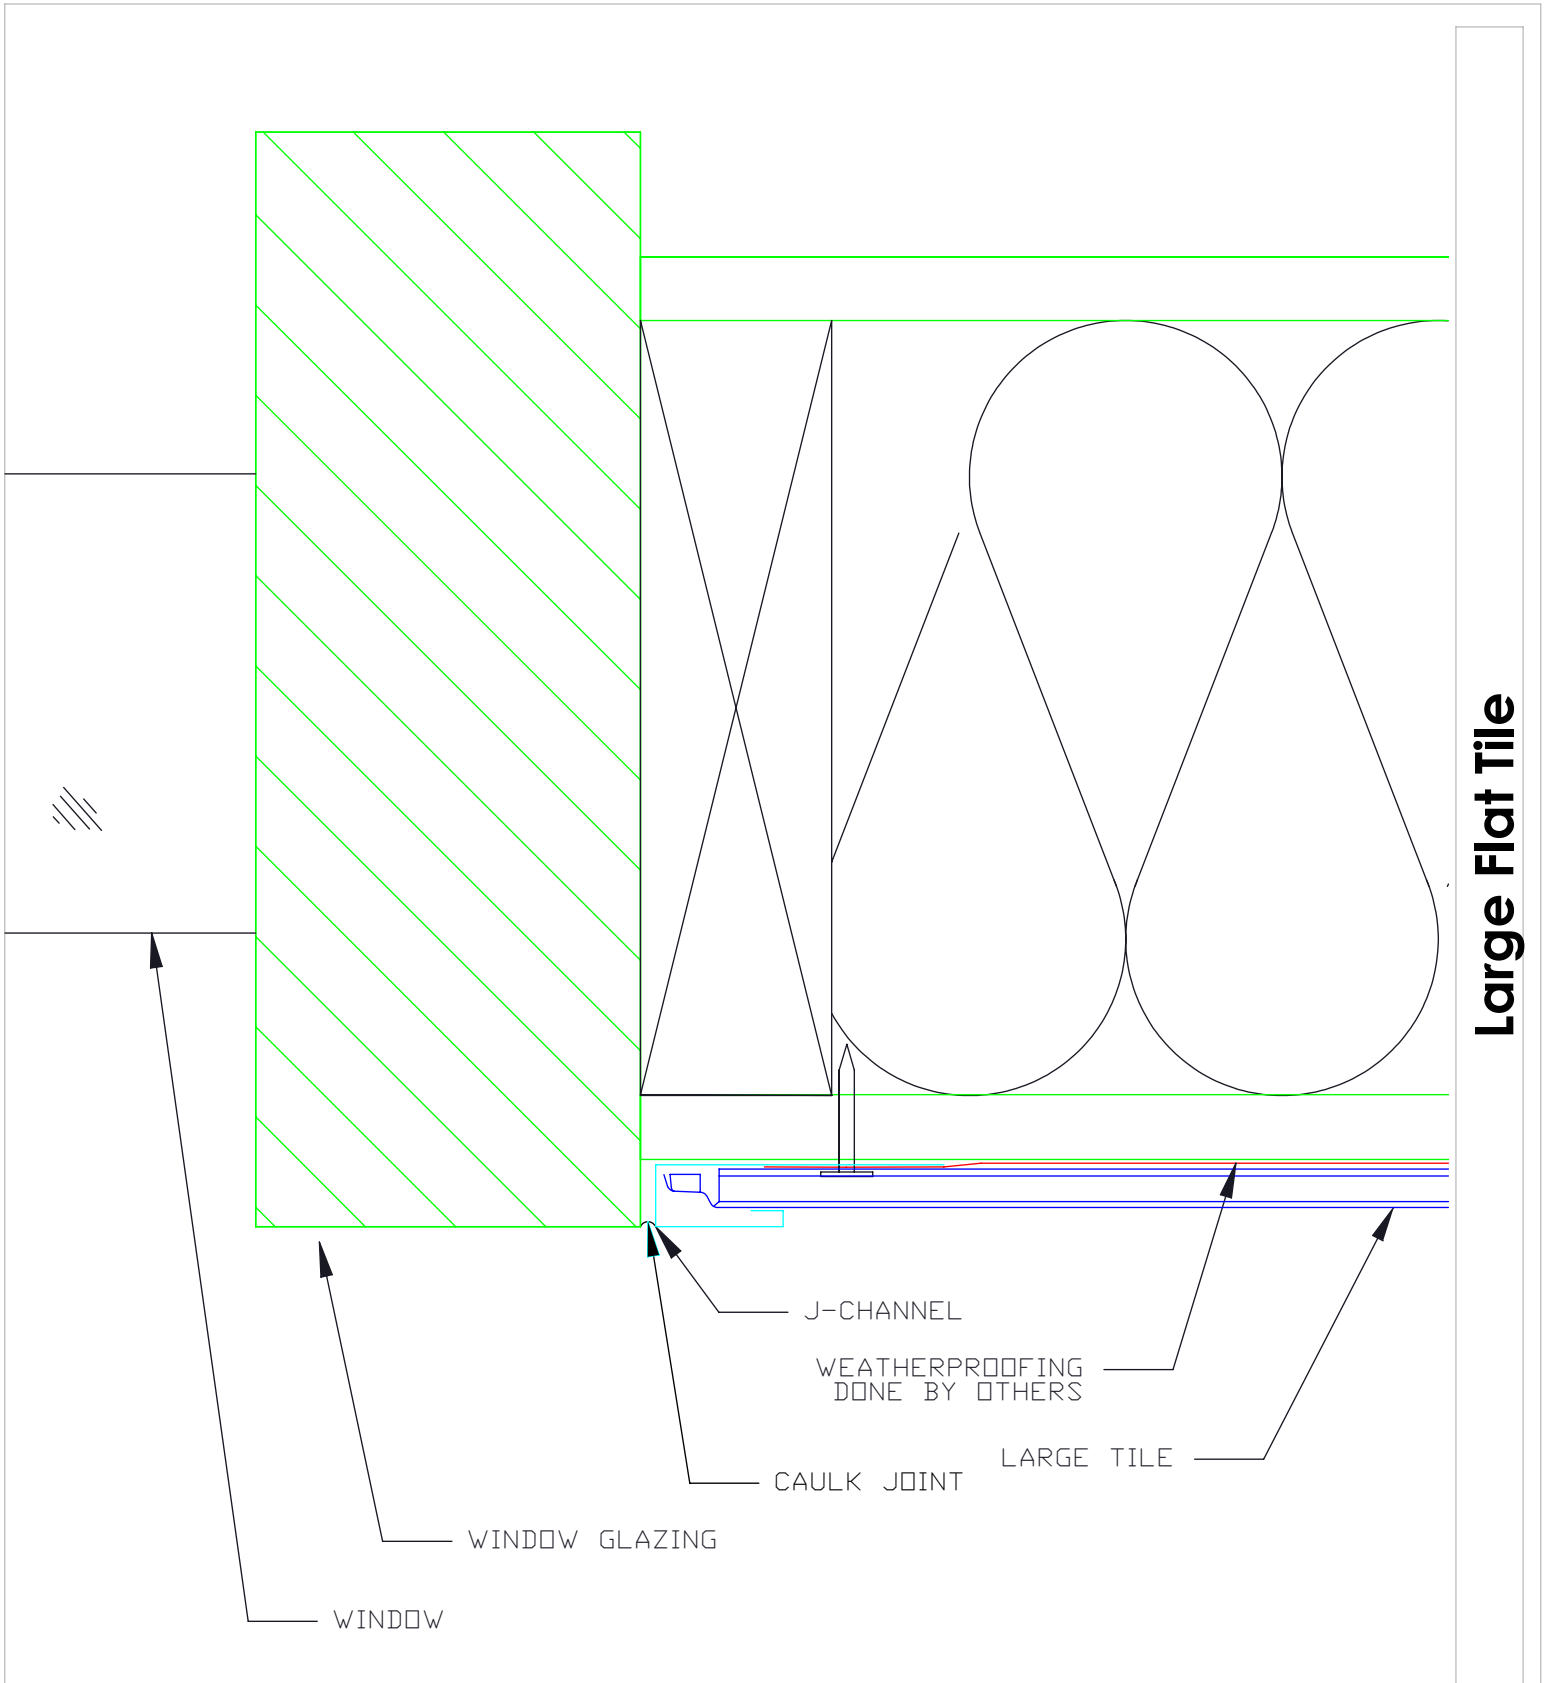 Large Flat Tile
J-CHANNEL
WEATHERPROOFING
DONE BY OTHERS
LARGE TILE
CAULK JOINT
WINDOW GLAZING
WINDOW